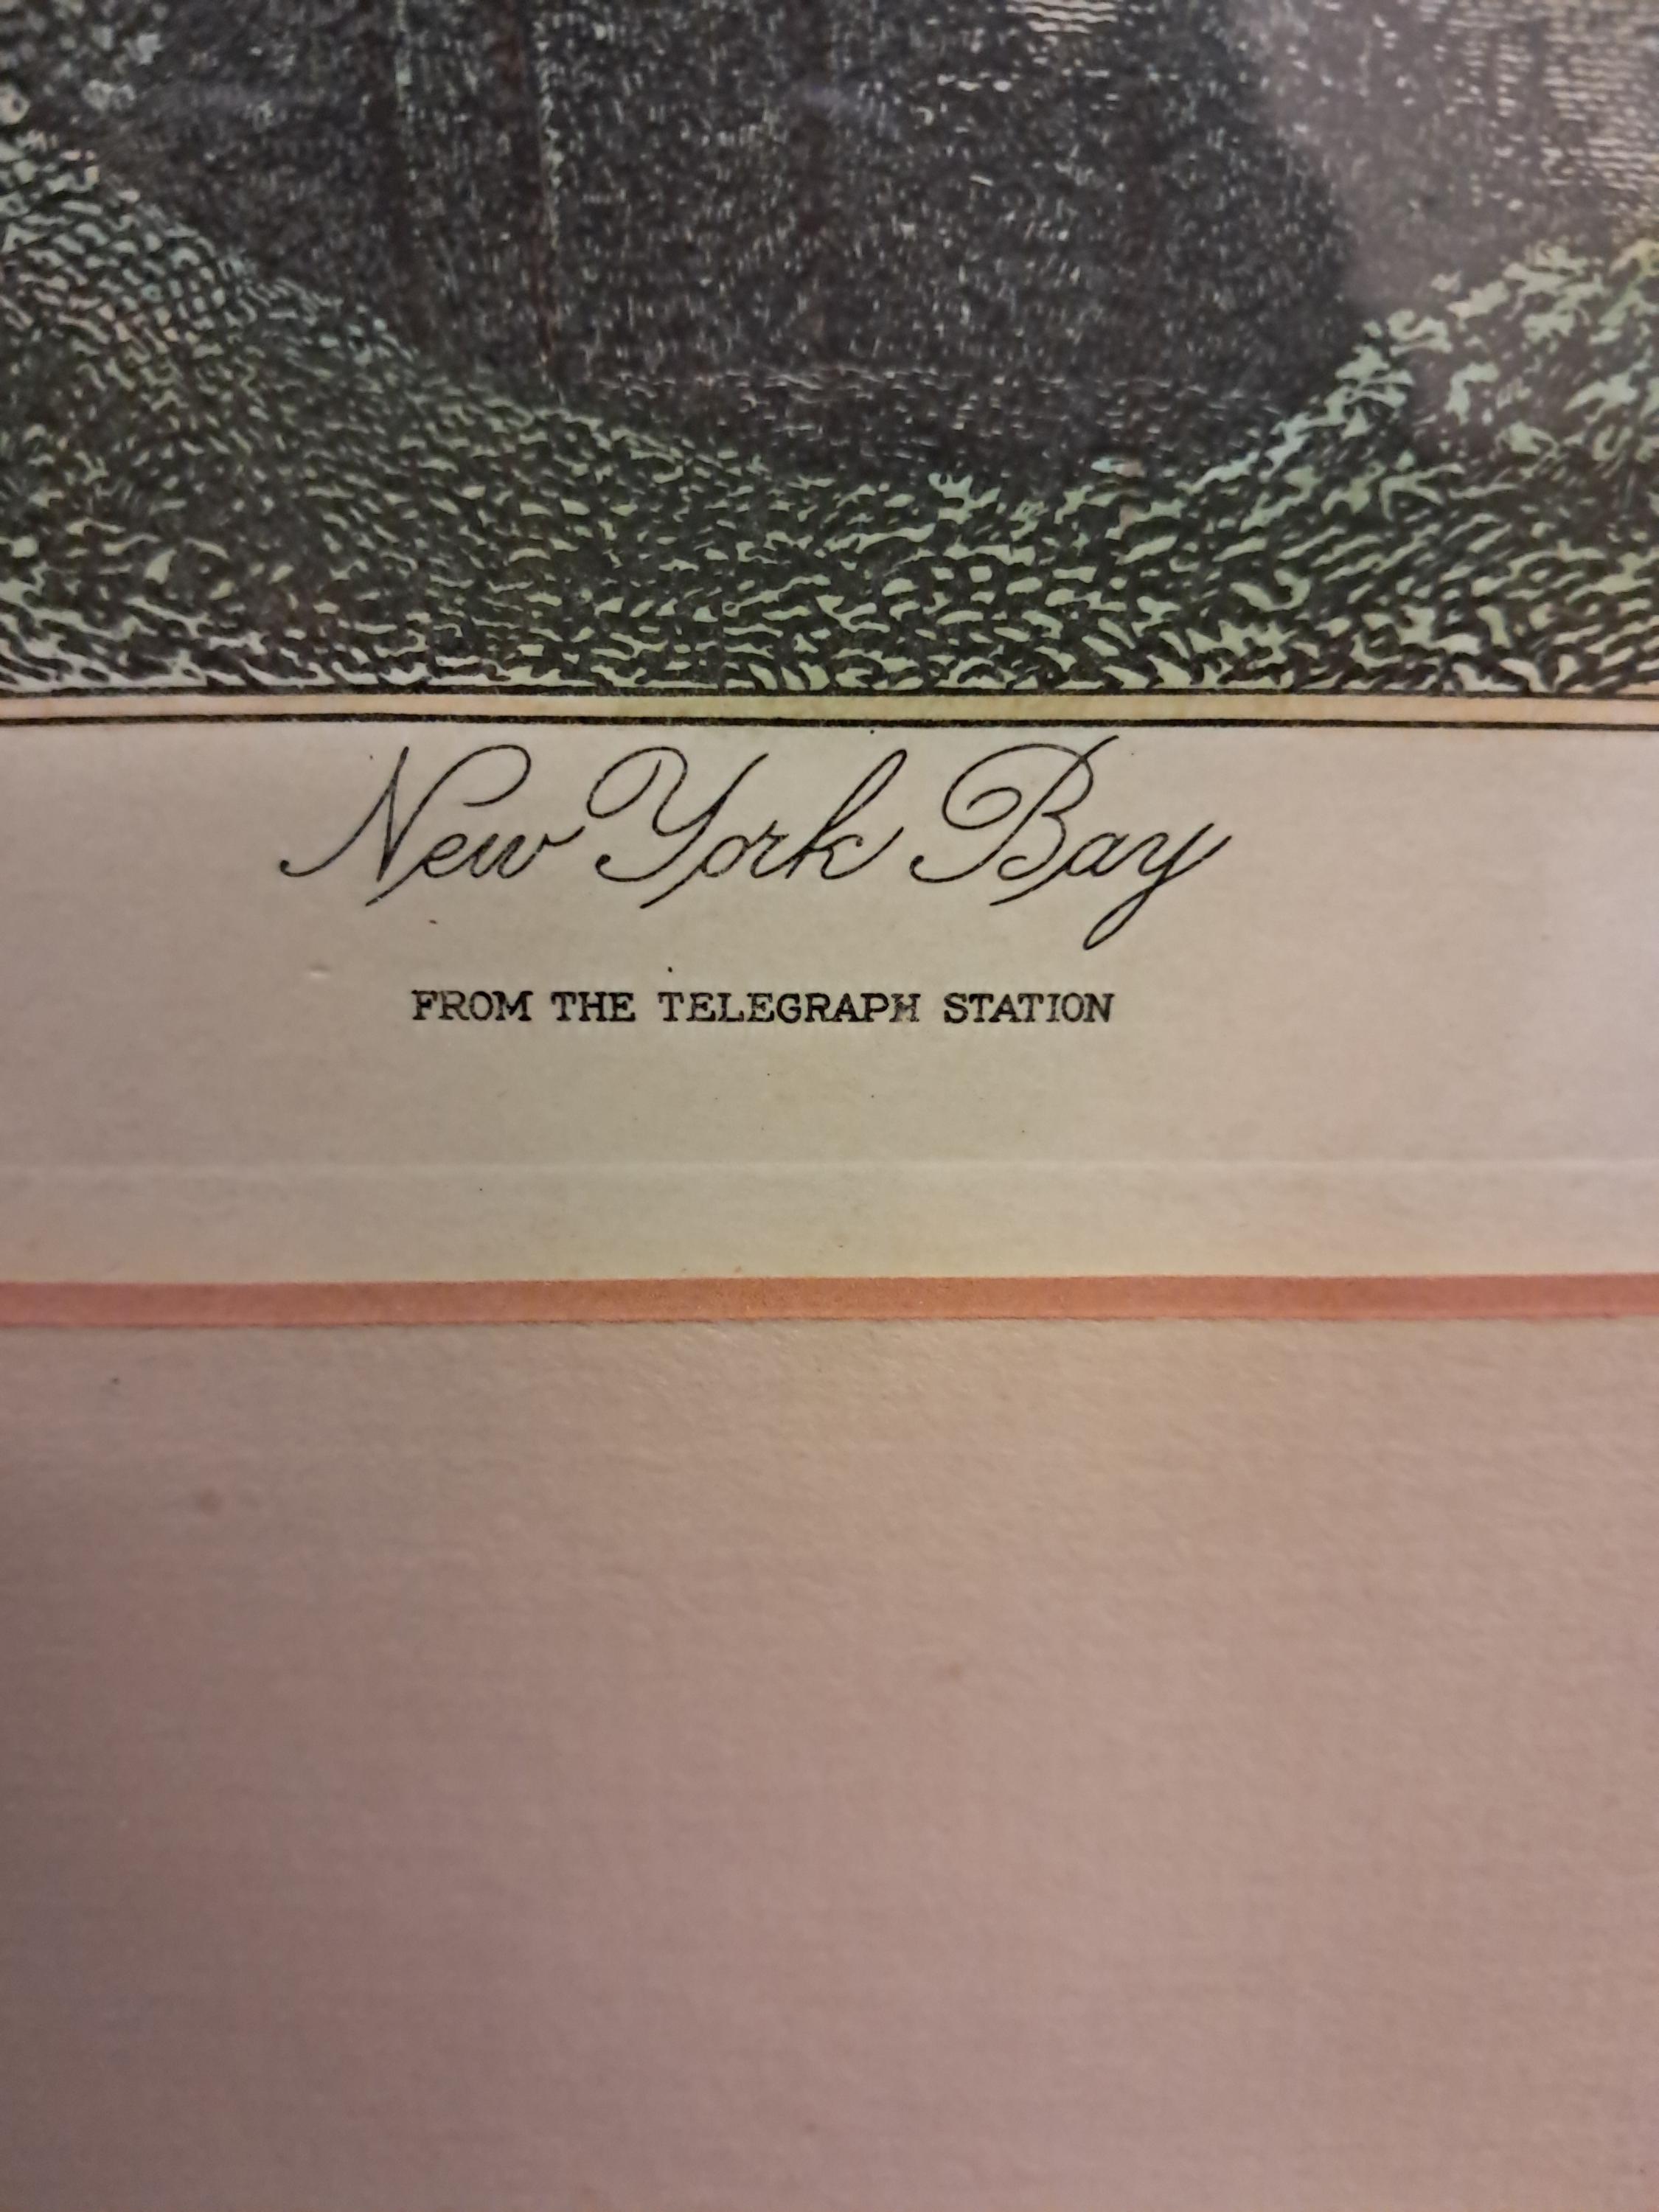 New York Bay
FROM THE TELEGRAPH STATION